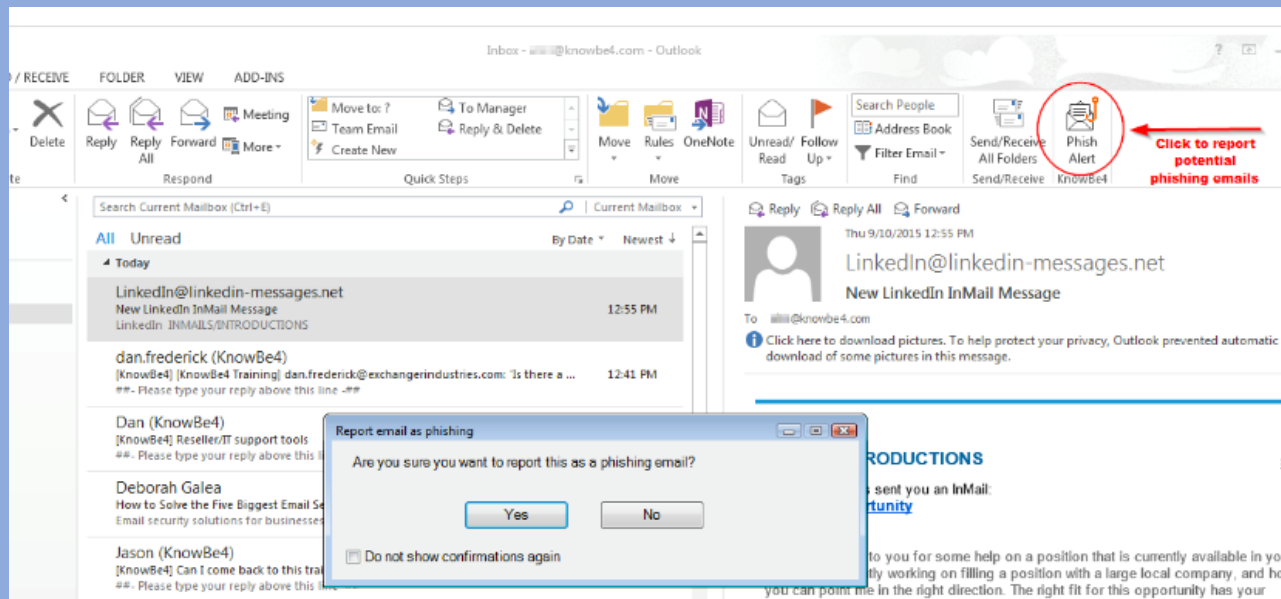 Inbox - @knowbe4.com - Outlook
? 
/ RECEIVE FOLDER VIEW ADD-INS
Delete
Reply
Reply All
Forward
Meeting
More
Respond
Move to: ?
Team Email
Create New
To Manager
Reply & Delete
Quick Steps
Move
Rules
OneNote
Move
Unread/ Read
Follow Up
Tags
Search People
Address Book
Filter Email
Find
Send/Receive All Folders
Send/Receive
Phish Alert
KnowBe4
Click to report
potential
phishing emails
Search Current Mailbox (Ctrl+E)
Current Mailbox
All Unread
By Date Newest ↓
Today
LinkedIn@linkedin-messages.net
New LinkedIn InMail Message 12:55 PM
LinkedIn INMAILS/INTRODUCTIONS
dan.frederick (KnowBe4)
[KnowBe4] [KnowBe4 Training] dan.frederick@exchangerindustries.com: "Is there a ... 12:41 PM
##- Please type your reply above this line -##
Dan (KnowBe4)
[KnowBe4] Reseller/IT support tools
##- Please type your reply above this
Deborah Galea
How to Solve the Five Biggest Email Se
Email security solutions for businesses
Jason (KnowBe4)
[KnowBe4] Can I come back to this trai
##- Please type your reply above this
Reply Reply All Forward
Thu 9/10/2015 12:55 PM
LinkedIn@linkedin-messages.net
New LinkedIn InMail Message
To @knowbe4.com
Click here to download pictures. To help protect your privacy, Outlook prevented automatic
download of some pictures in this message.
RODUCTIONS
sent you an InMail:
rtunity
to you for some help on a position that is currently available in yo
tly working on filling a position with a large local company, and ho
you can point me in the right direction. The right fit for this opportunity has your
Report email as phishing
Are you sure you want to report this as a phishing email?
Yes No
Do not show confirmations again